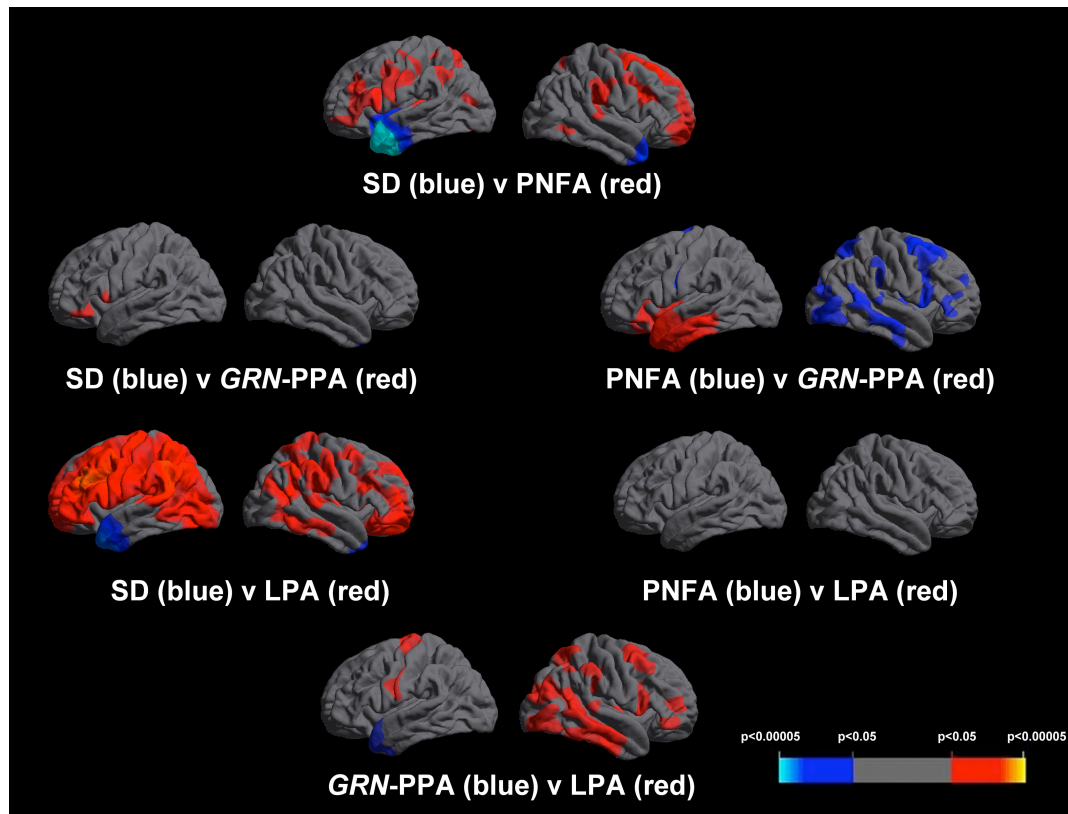 SD (blue) v PNFA (red)
SD (blue) v GRN-PPA (red)
PNFA (blue) v GRN-PPA (red)
SD (blue) v LPA (red)
PNFA (blue) v LPA (red)
GRN-PPA (blue) v LPA (red)
p<0.00005 p<0.05 p<0.05 p<0.00005